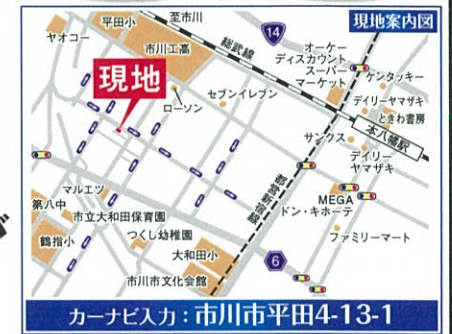 現地案内図
平田小
至市川
ヤオコー
市川工高
総武線
14
オーケー
ディスカウント
スーパー
マーケット
ケンタッキー
現地
ローソン
セブンイレブン
デイリーヤマザキ
ときわ書房
本八幡駅
サンクス
デイリー
ヤマザキ
都営新宿線
マルエツ
第八中
市立大和田保育園
MEGA
ドン・キホーテ
鶴指小
つくし幼稚園
大和田小
ファミリーマート
6
市川市文化会館
カーナビ入力:市川市平田4-13-1